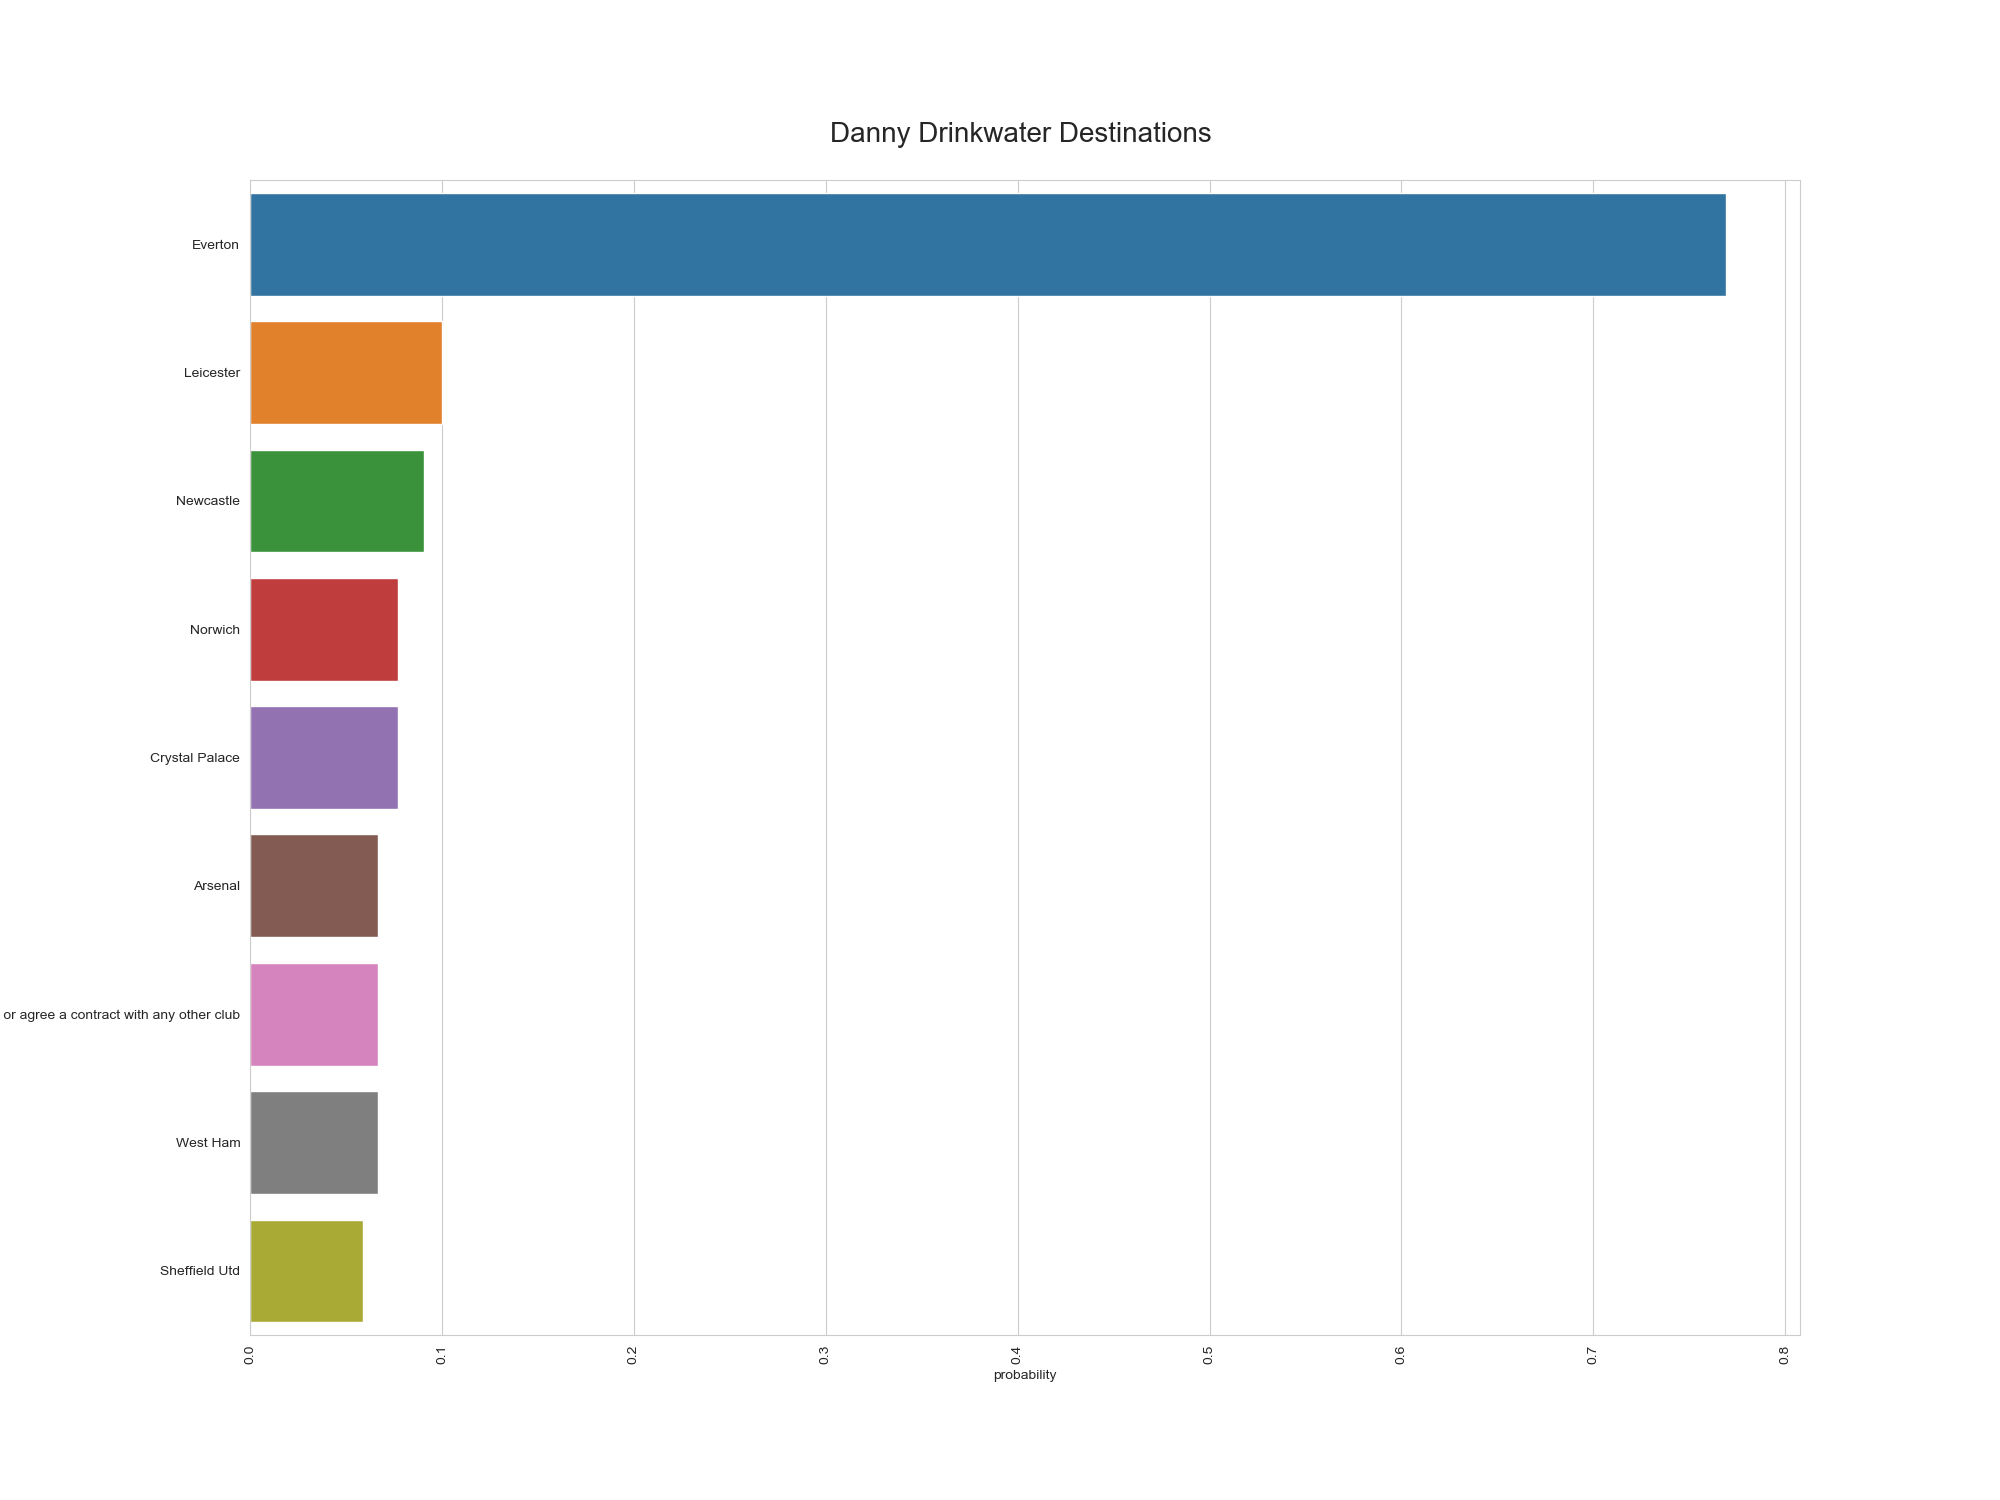 Danny Drinkwater Destinations
Everton
Leicester
Newcastle
Norwich
Crystal Palace
Arsenal
or agree a contract with any other club
West Ham
Sheffield Utd
0.0
0.1
0.2
0.3
0.4
0.5
0.6
0.7
0.8
probability